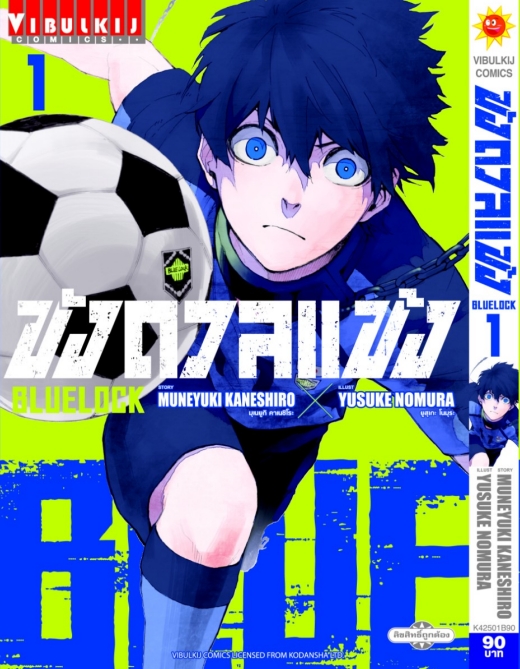 VIBULKIJ
COMICS
1
ขังดวลแข้ง
BLUELOCK
STORY
MUNEYUKI KANESHIRO
มุเนยูกิ คาเนชิโระ
×
ILLUST
YUSUKE NOMURA
ยูสุเกะ โนมุระ
BLUELOCK
BLUE
ลิขสิทธิ์ถูกต้อง
VIBULKIJ COMICS LICENSED FROM KODANSHA LTD.
VIBULKIJ
COMICS
ขังดวลแข้ง
BLUELOCK
1
STORY
MUNEYUKI KANESHIRO
ILLUST
YUSUKE NOMURA
K42501B90
90
บาท